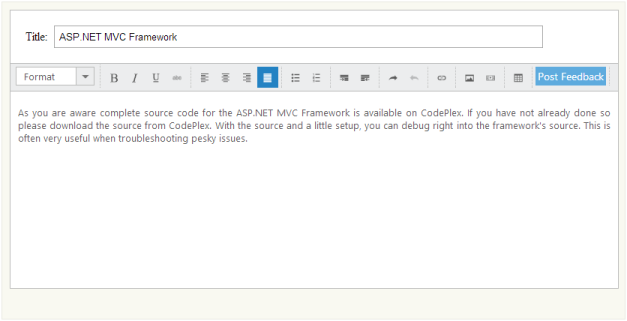 Title: ASP.NET MVC Framework
Format B I U abc Post Feedback
As you are aware complete source code for the ASP.NET MVC Framework is available on CodePlex. If you have not already done so
please download the source from CodePlex. With the source and a little setup, you can debug right into the framework's source. This is
often very useful when troubleshooting pesky issues.